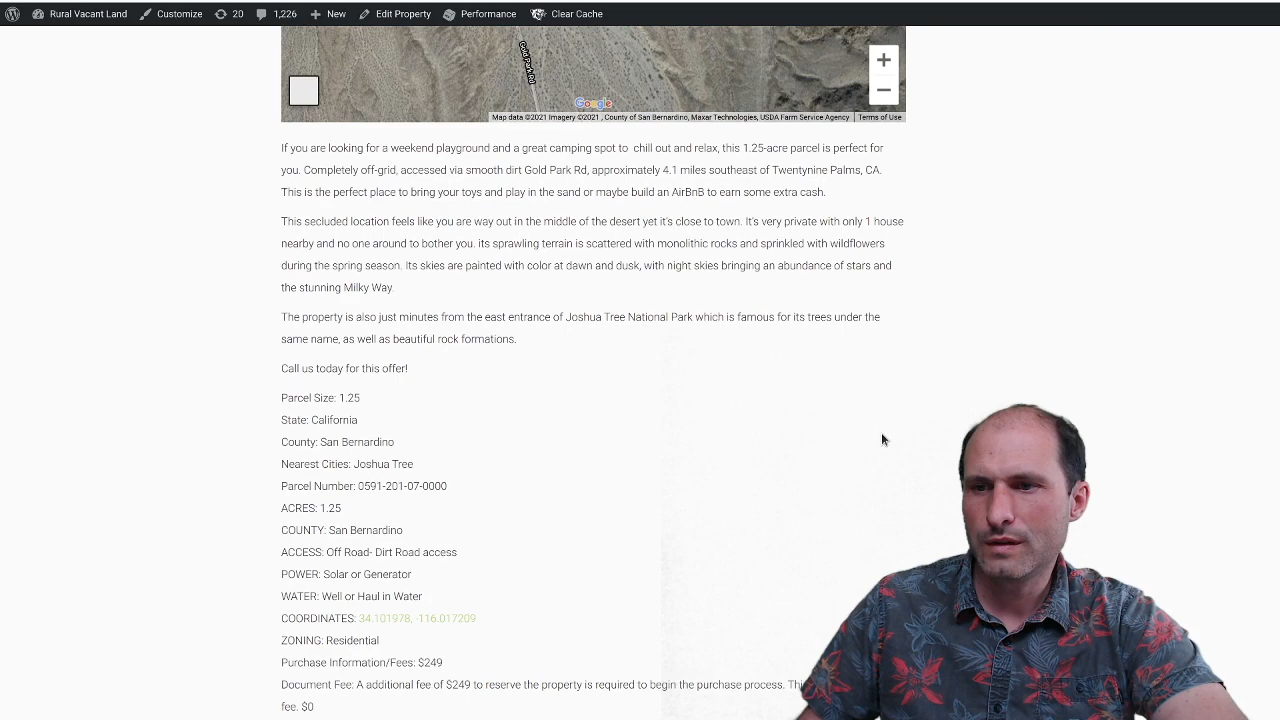 Rural Vacant Land Customize 20 1,226 New Edit Property Performance Clear Cache
Gold Park Rd
+
−
Google
Map data ©2021 Imagery ©2021 , County of San Bernardino, Maxar Technologies, USDA Farm Service Agency Terms of Use
If you are looking for a weekend playground and a great camping spot to chill out and relax, this 1.25-acre parcel is perfect for
you. Completely off-grid, accessed via smooth dirt Gold Park Rd, approximately 4.1 miles southeast of Twentynine Palms, CA.
This is the perfect place to bring your toys and play in the sand or maybe build an AirBnB to earn some extra cash.
This secluded location feels like you are way out in the middle of the desert yet it's close to town. It's very private with only 1 house
nearby and no one around to bother you. its sprawling terrain is scattered with monolithic rocks and sprinkled with wildflowers
during the spring season. Its skies are painted with color at dawn and dusk, with night skies bringing an abundance of stars and
the stunning Milky Way.
The property is also just minutes from the east entrance of Joshua Tree National Park which is famous for its trees under the
same name, as well as beautiful rock formations.
Call us today for this offer!
Parcel Size: 1.25
State: California
County: San Bernardino
Nearest Cities: Joshua Tree
Parcel Number: 0591-201-07-0000
ACRES: 1.25
COUNTY: San Bernardino
ACCESS: Off Road- Dirt Road access
POWER: Solar or Generator
WATER: Well or Haul in Water
COORDINATES: 34.101978, -116.017209
ZONING: Residential
Purchase Information/Fees: $249
Document Fee: A additional fee of $249 to reserve the property is required to begin the purchase process.
fee. $0